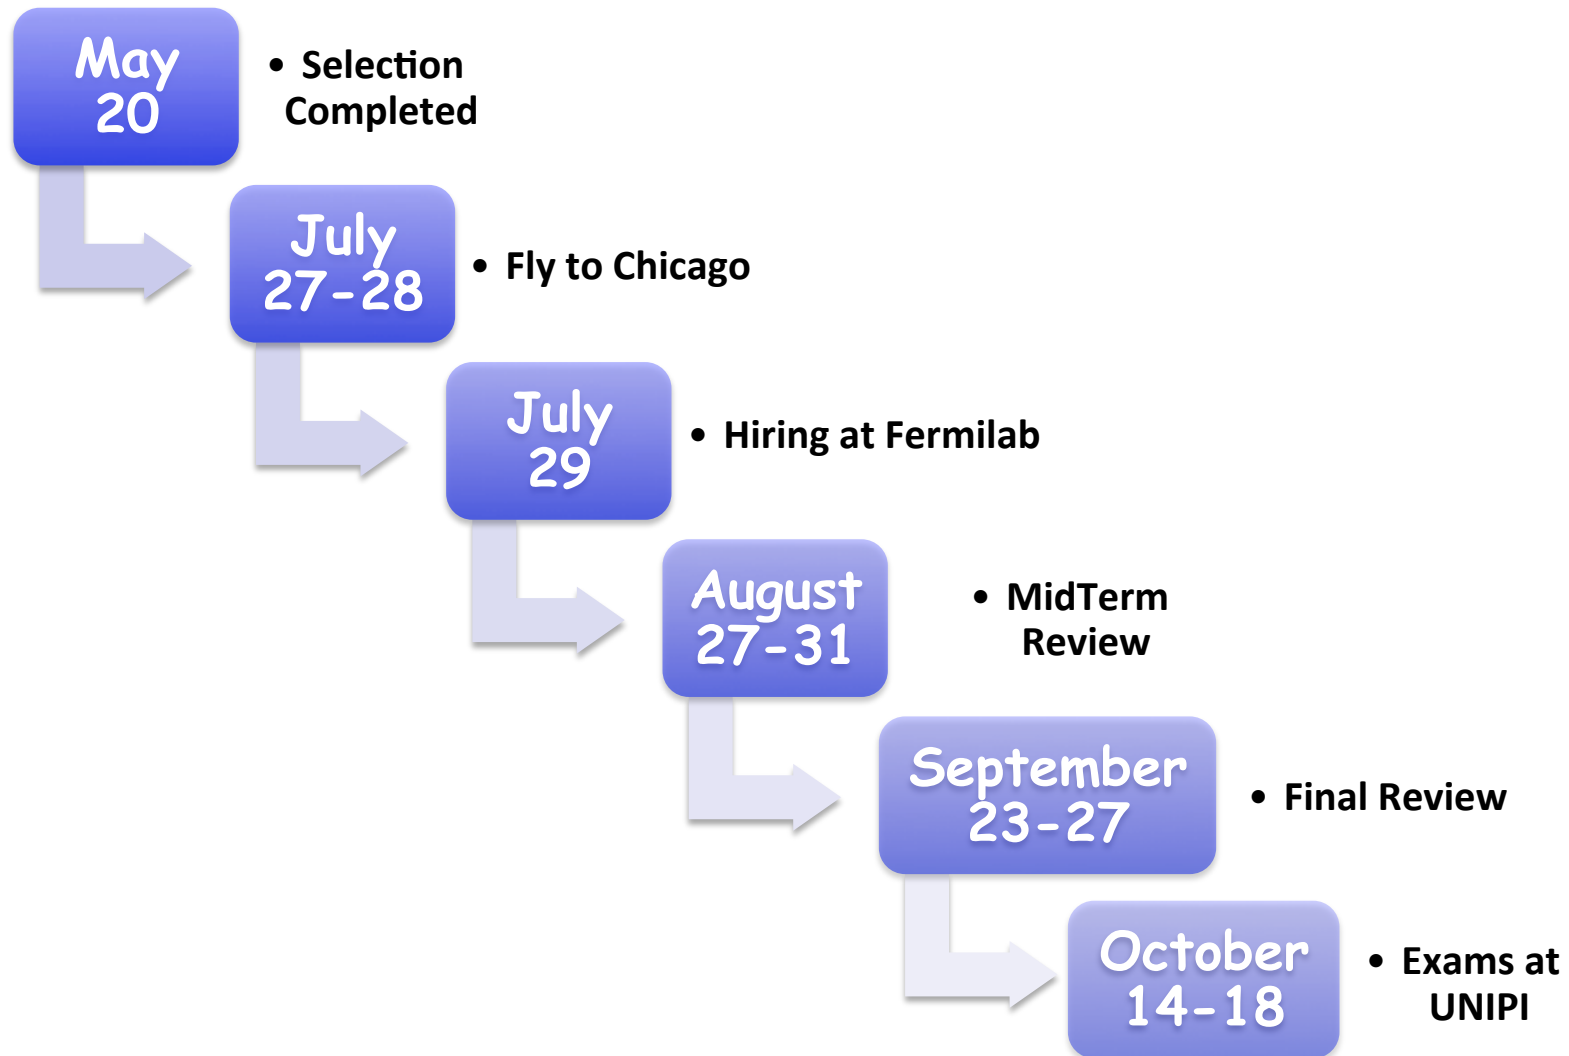 May
20
• Selection
Completed
July
27-28
• Fly to Chicago
July
29
• Hiring at Fermilab
August
27-31
• MidTerm
Review
September
23-27
• Final Review
October
14-18
• Exams at
UNIPI